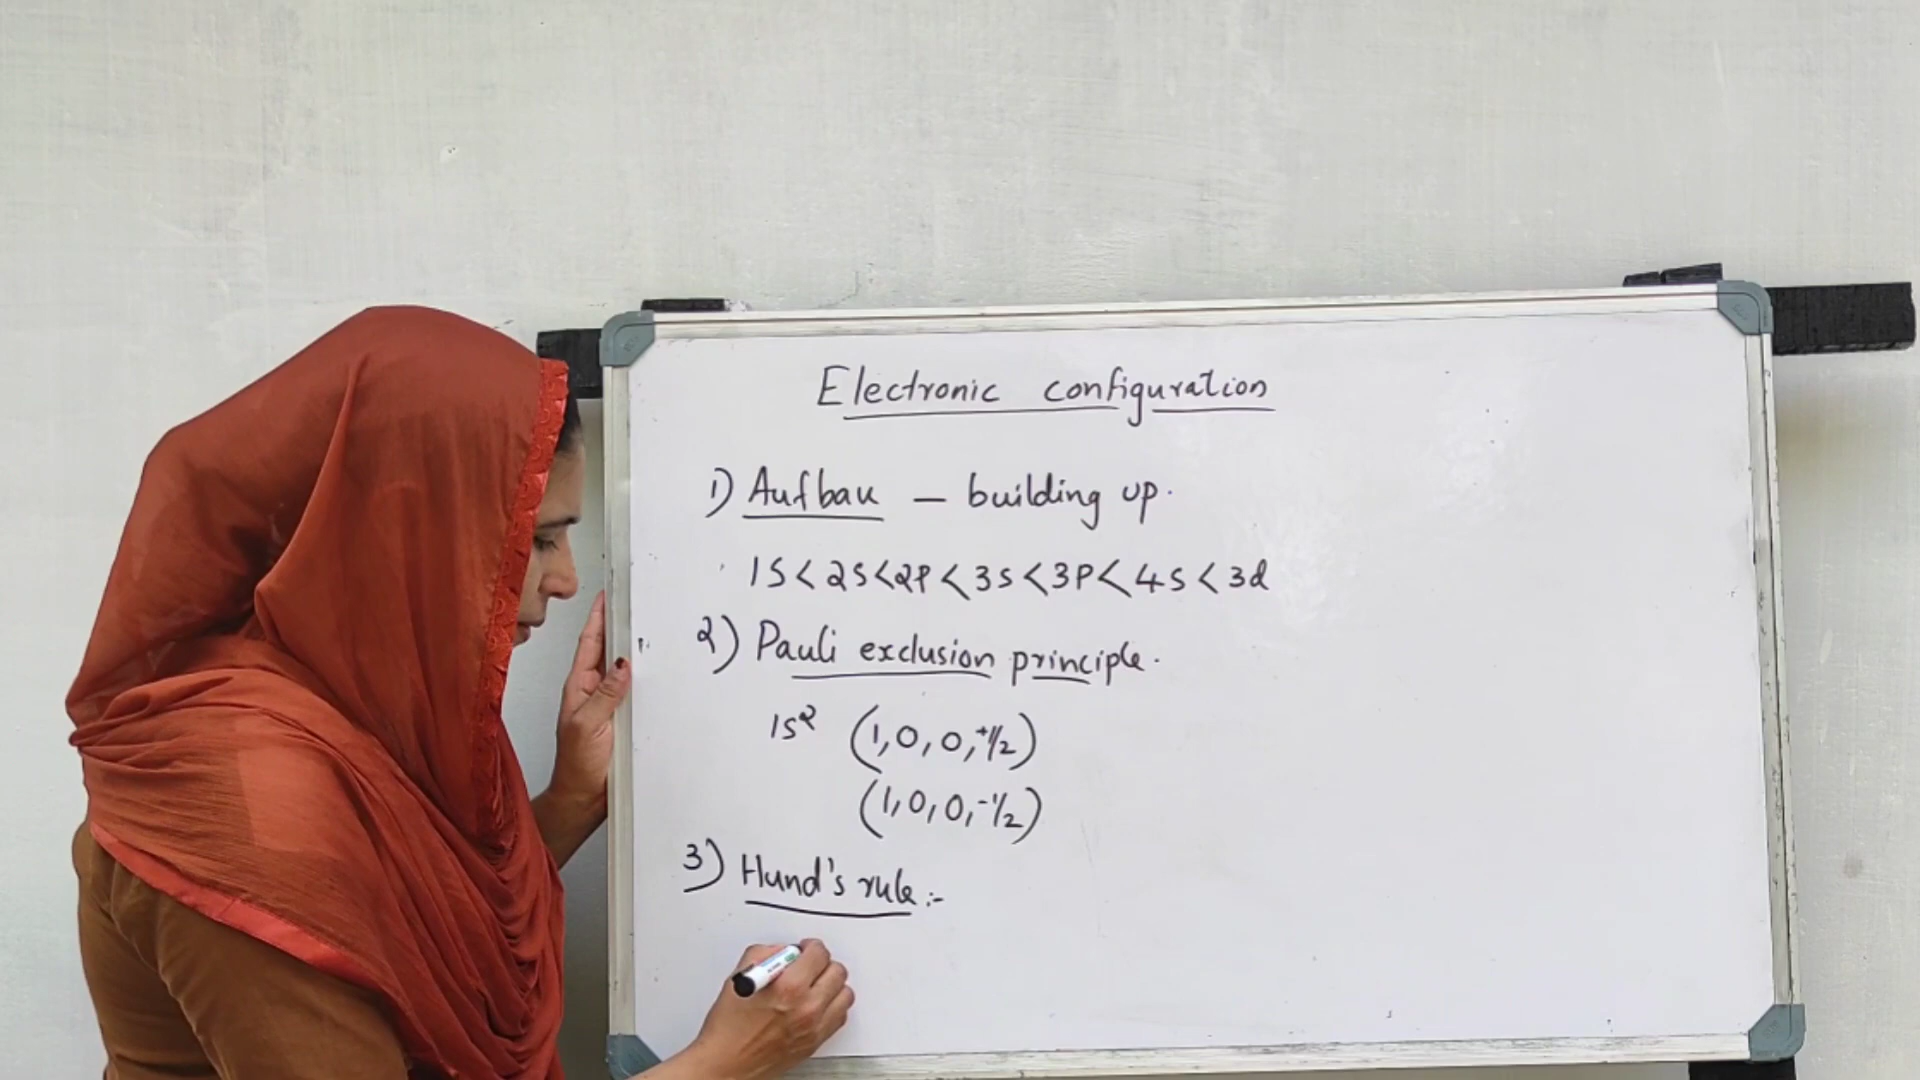 Electronic configuration
1) Aufbau – building up.
1s < 2s < 2p < 3s < 3p < 4s < 3d
2) Pauli exclusion principle.
1s² (1, 0, 0, +1/2)
(1, 0, 0, -1/2)
3) Hund's rule :-